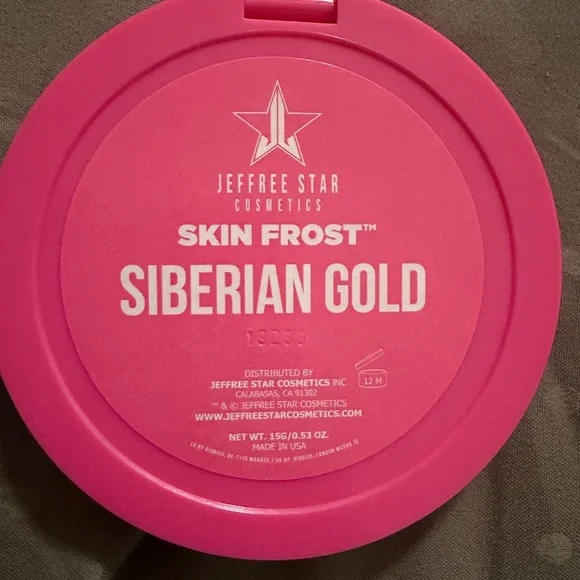 JEFFREE STAR
COSMETICS
SKIN FROST™
SIBERIAN GOLD
DISTRIBUTED BY
JEFFREE STAR COSMETICS INC
CALABASAS, CA 91302
12 M
™ & © JEFFREE STAR COSMETICS
WWW.JEFFREESTARCOSMETICS.COM
NET WT. 15G/0.53 OZ.
MADE IN USA